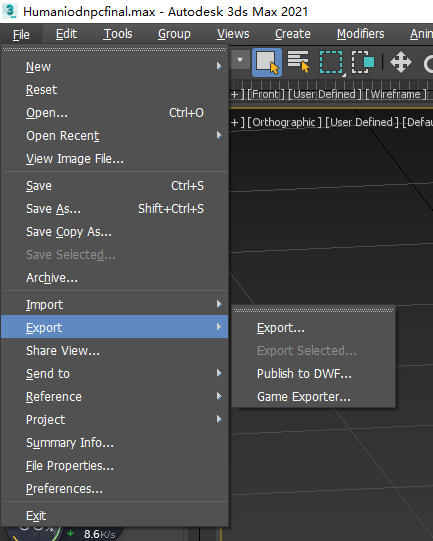 Humaniodnpcfinal.max - Autodesk 3ds Max 2021
File Edit Tools Group Views Create Modifiers
+ ] [Front ] [User Defined ] [Wireframe ]
+ ] [Orthographic ] [User Defined ] [Defau
New
Reset
Open... Ctrl+O
Open Recent
View Image File...
Save Ctrl+S
Save As... Shift+Ctrl+S
Save Copy As...
Save Selected...
Archive...
Import
Export
Export...
Share View...
Export Selected...
Send to
Publish to DWF...
Reference
Game Exporter...
Project
Summary Info...
File Properties...
Preferences...
Exit
8.6K/s